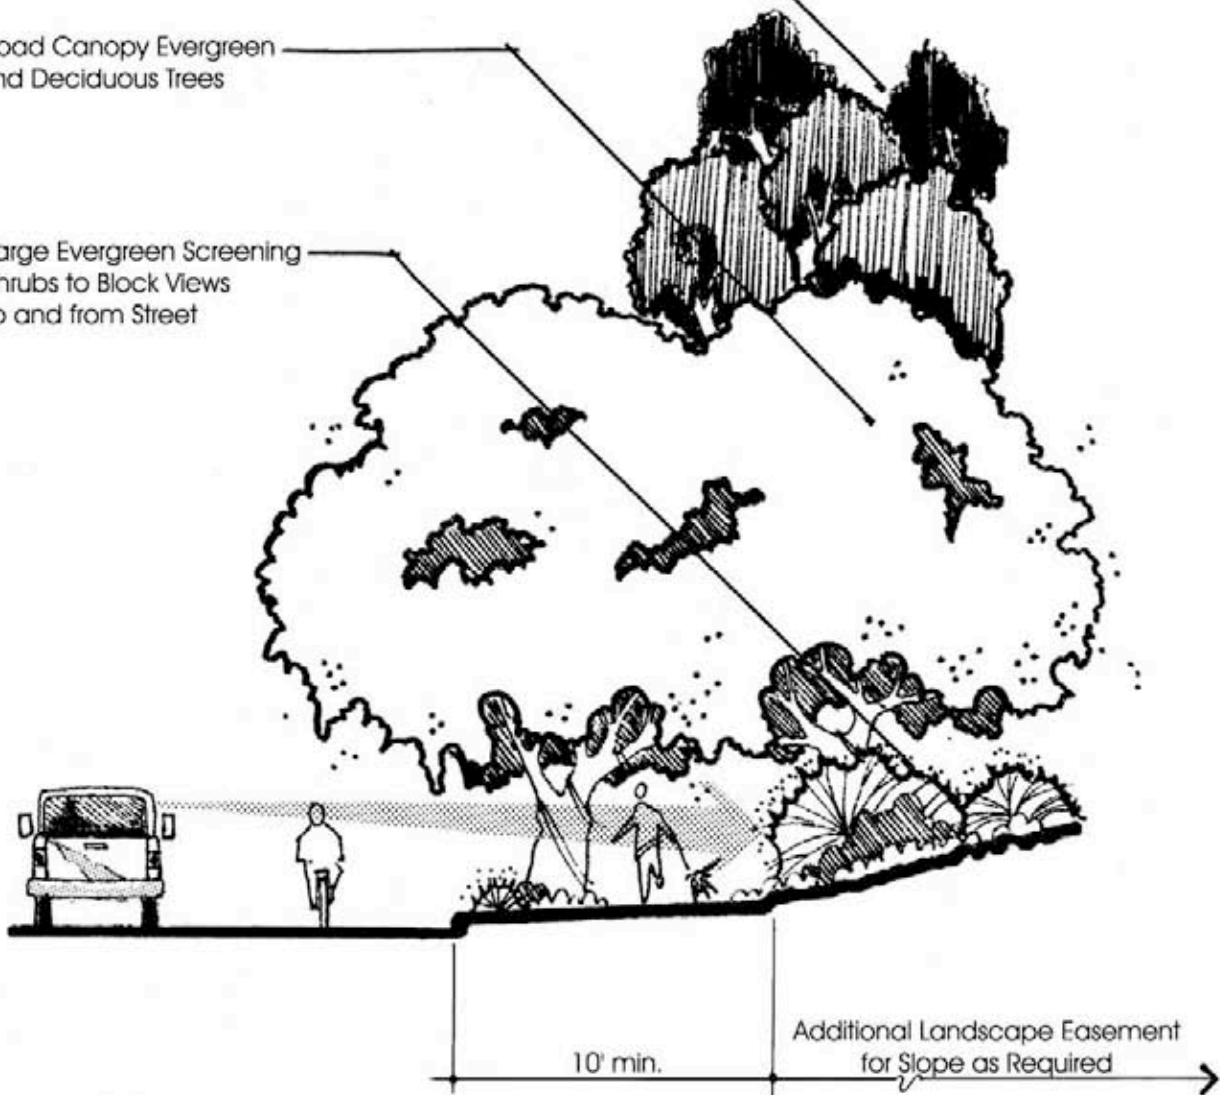 oad Canopy Evergreen
nd Deciduous Trees
arge Evergreen Screening
hrubs to Block Views
o and from Street
Additional Landscape Easement
10' min.
for Slope as Required